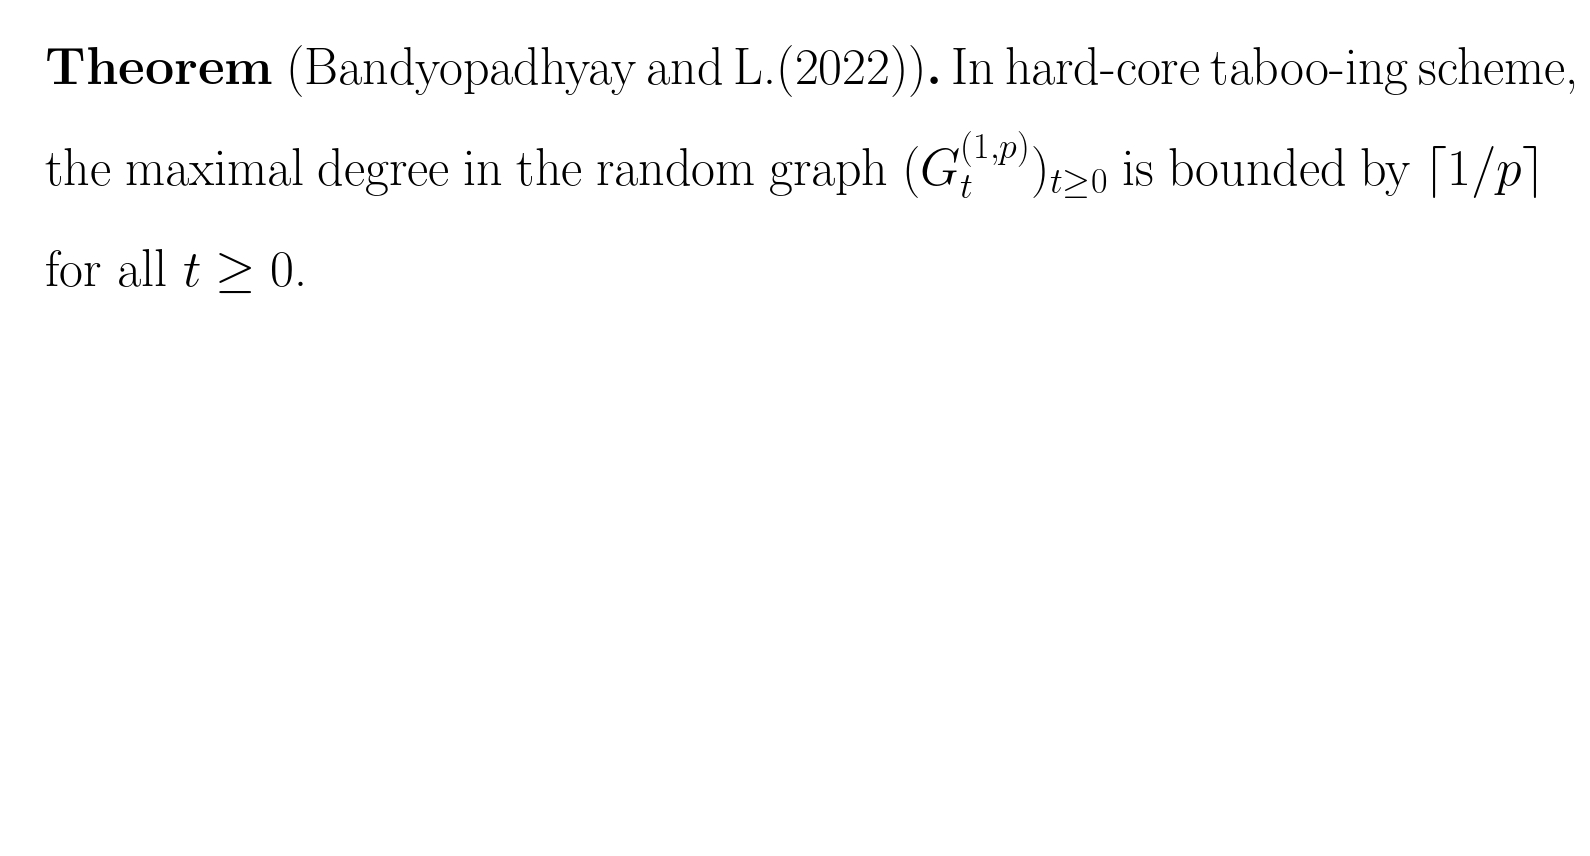 Theorem (Bandyopadhyay and L.(2022)). In hard-core taboo-ing scheme,
the maximal degree in the random graph $(G_t^{(1,p)})_{t \geq 0}$ is bounded by $\lceil 1/p \rceil$
for all $t \geq 0$.